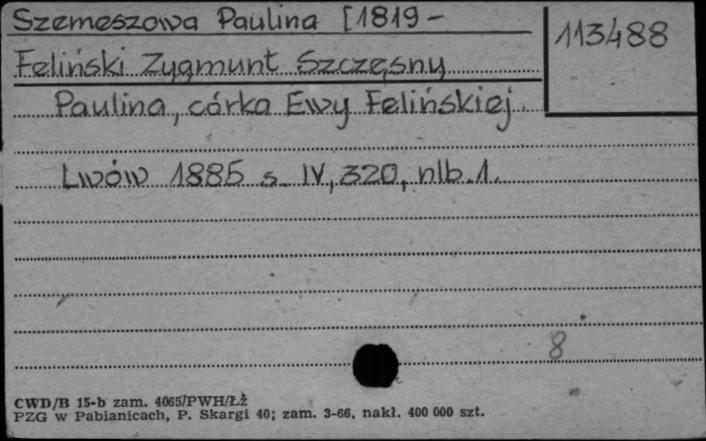 Szemeszowa Paulina [1819 -
113488
Feliński Zygmunt Szczęsny
Paulina, córka Ewy Felińskiej.
Lwów 1885 s. IV, 320, nlb. 1.
8
CWD/B 15-b zam. 4065/PWH/ŁŻ
PZG w Pabianicach, P. Skargi 40; zam. 3-66, nakł. 400 000 szt.